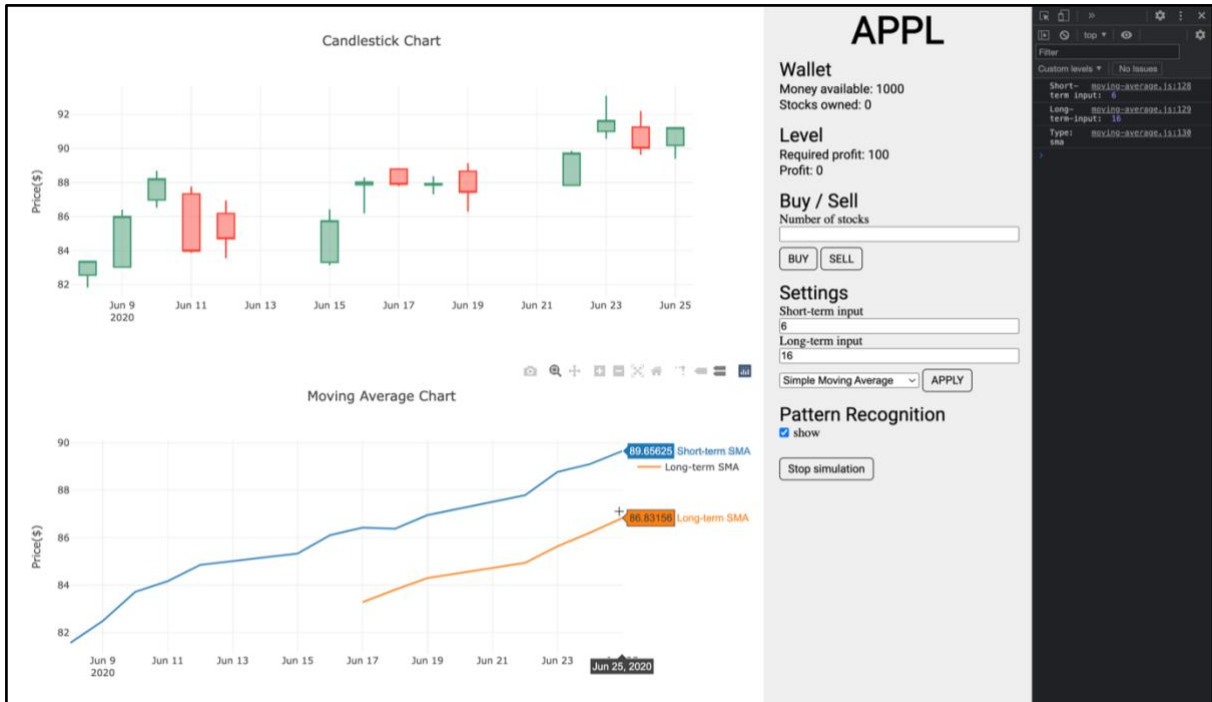 Candlestick Chart
Price($)
92
90
88
86
84
82
Jun 9
2020
Jun 11
Jun 13
Jun 15
Jun 17
Jun 19
Jun 21
Jun 23
Jun 25
Moving Average Chart
Price($)
90
88
86
84
82
89.65625 Short-term SMA
Long-term SMA
86.83156 Long-term SMA
Jun 9
2020
Jun 11
Jun 13
Jun 15
Jun 17
Jun 19
Jun 21
Jun 23
Jun 25, 2020
APPL
Wallet
Money available: 1000
Stocks owned: 0
Level
Required profit: 100
Profit: 0
Buy / Sell
Number of stocks
BUY SELL
Settings
Short-term input
6
Long-term input
16
Simple Moving Average APPLY
Pattern Recognition
show
Stop simulation
top
Filter
Custom levels No Issues
Short- moving-average.js:128
term input: 6
Long- moving-average.js:129
term-input: 16
Type: moving-average.js:130
sma